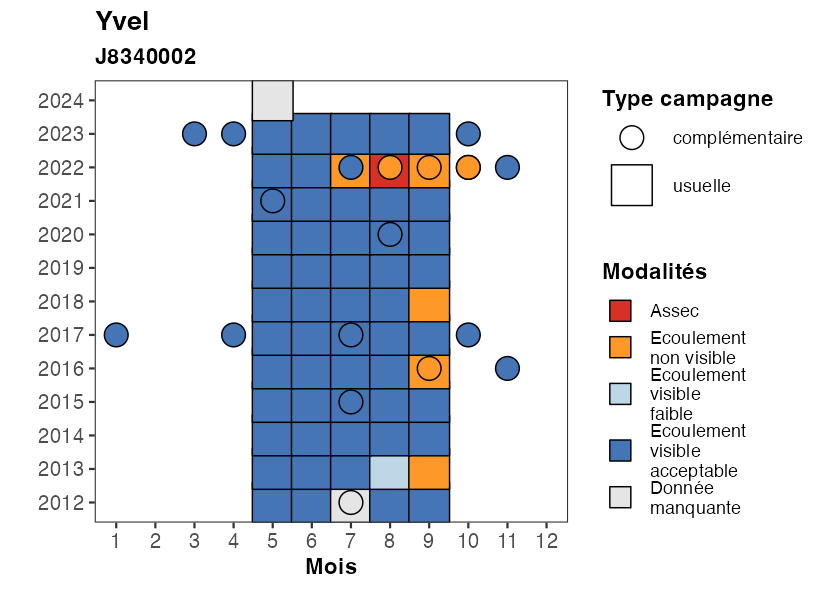 Yvel
J8340002
2024
2023
2022
2021
2020
2019
2018
2017
2016
2015
2014
2013
2012
1 2 3 4 5 6 7 8 9 10 11 12
Mois
Type campagne
complémentaire
usuelle
Modalités
Assec
Ecoulement
non visible
Ecoulement
visible
faible
Ecoulement
visible
acceptable
Donnée
manquante